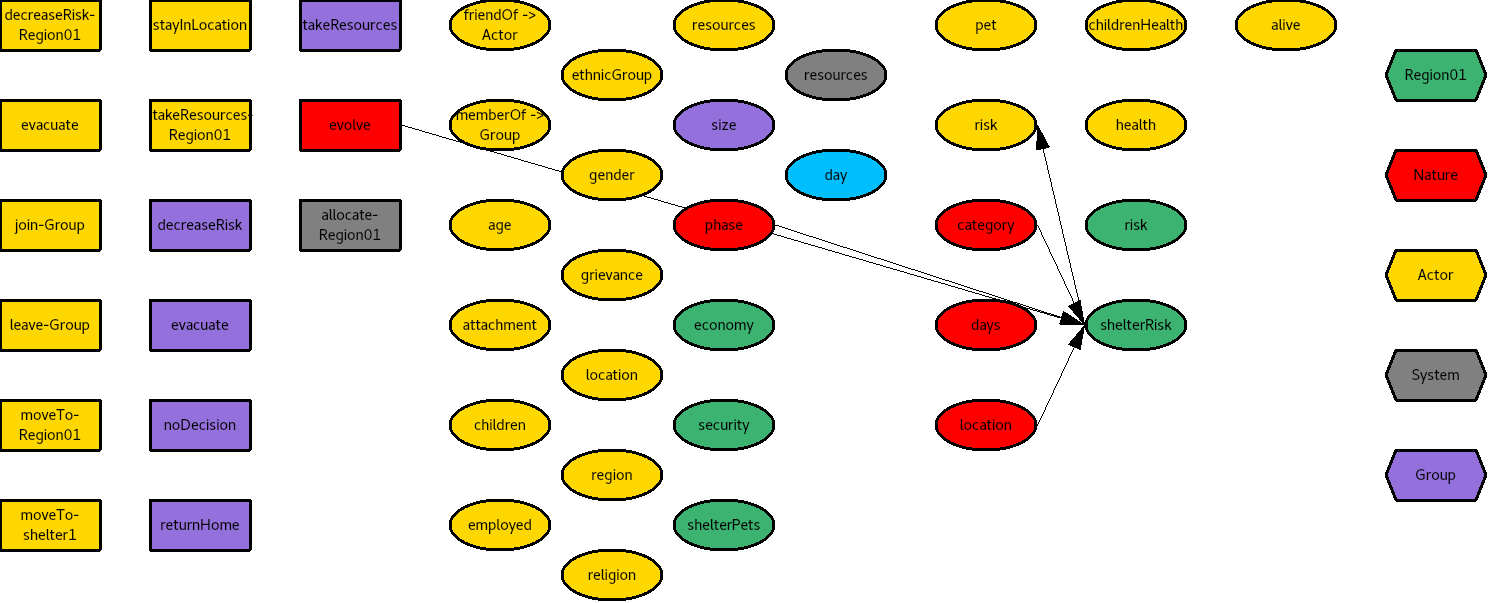 decreaseRisk-
Region01
stayInLocation
takeResources
friendOf ->
Actor
resources
pet
childrenHealth
alive
ethnicGroup
resources
Region01
evacuate
takeResources-
Region01
evolve
memberOf ->
Group
size
risk
health
gender
day
Nature
join-Group
decreaseRisk
allocate-
Region01
age
phase
category
risk
grievance
Actor
leave-Group
evacuate
attachment
economy
days
shelterRisk
location
System
moveTo-
Region01
noDecision
children
security
location
region
Group
moveTo-
shelter1
returnHome
employed
shelterPets
religion